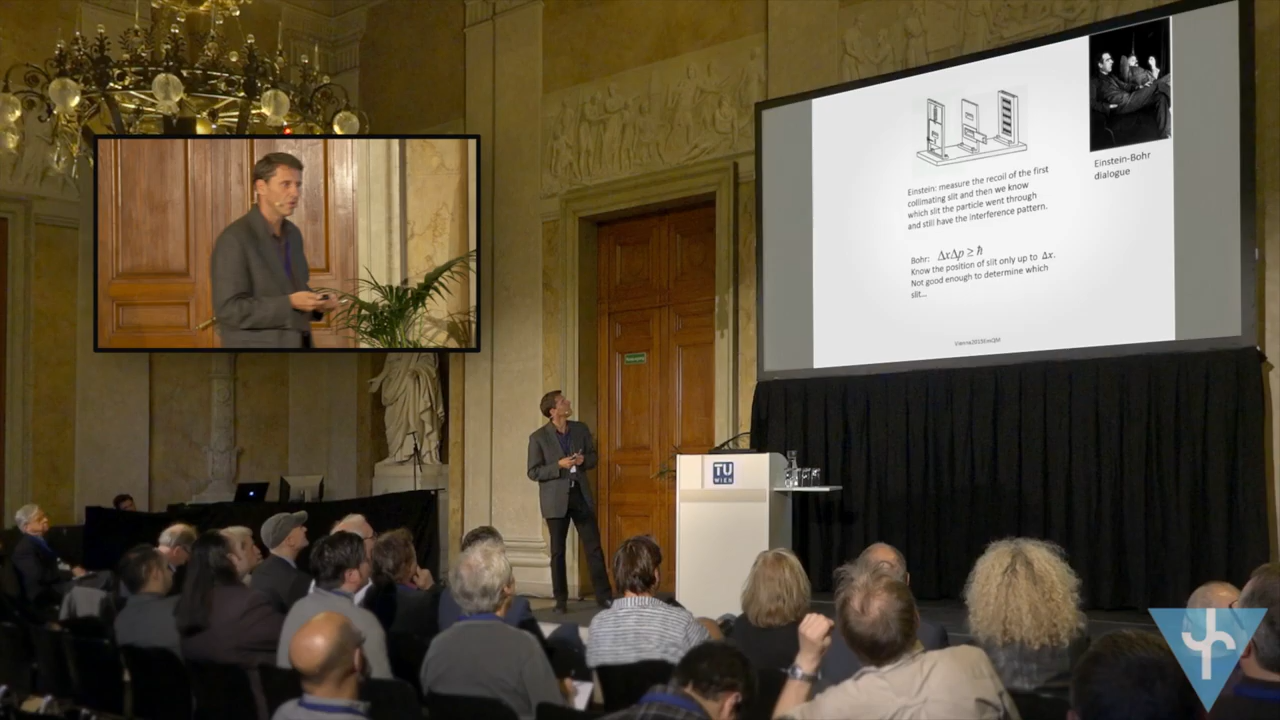 Einstein: measure the recoil of the first
collimating slit and then we know
which slit the particle went through
and still have the interference pattern.
Bohr: ΔxΔp ≥ ħ
Know the position of slit only up to Δx.
Not good enough to determine which
slit...
Einstein-Bohr
dialogue
TU
WIEN